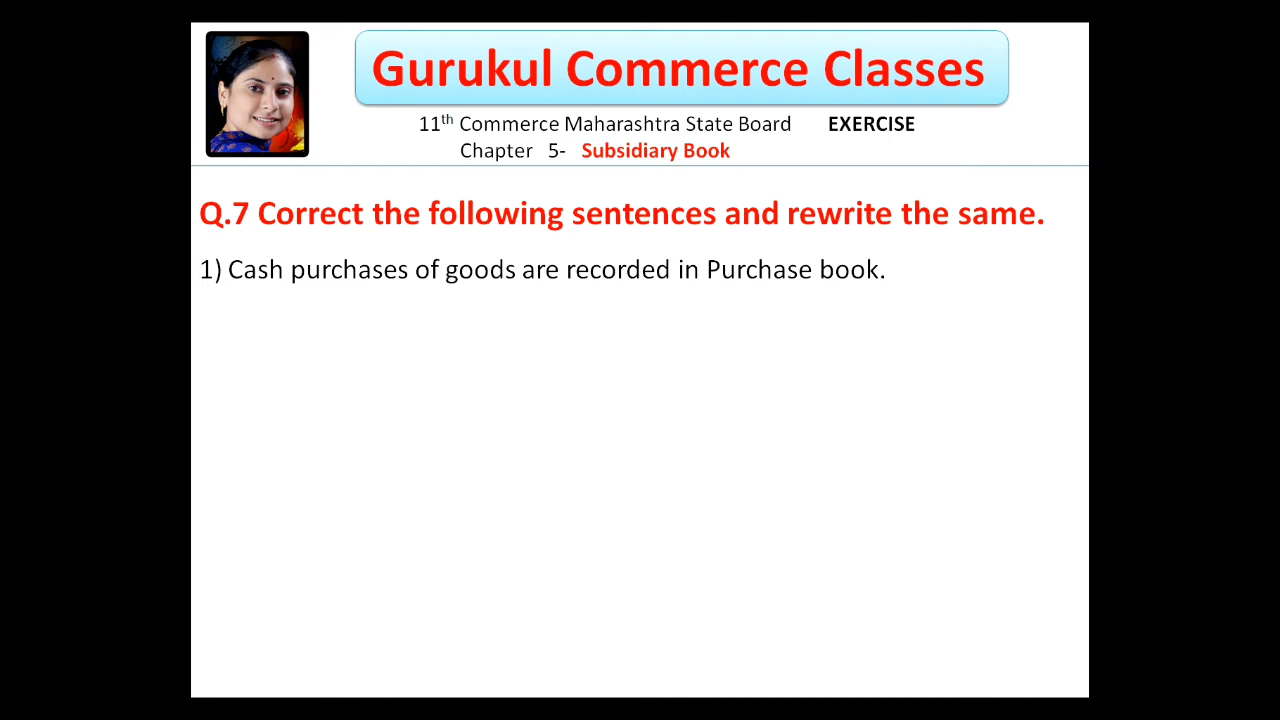 Gurukul Commerce Classes
11th Commerce Maharashtra State Board EXERCISE
Chapter 5- Subsidiary Book
Q.7 Correct the following sentences and rewrite the same.
1) Cash purchases of goods are recorded in Purchase book.